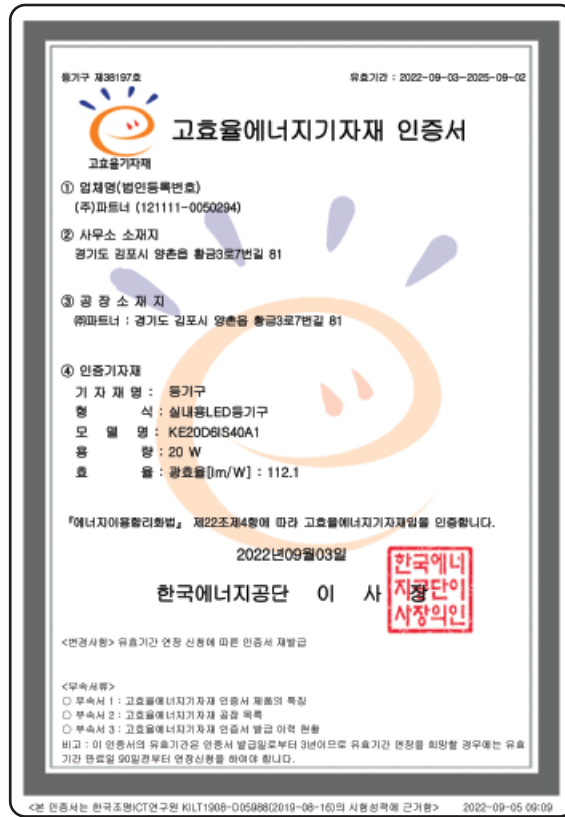 등기구 제38197호
유효기간 : 2022-09-03~2025-09-02
고효율기자재
고효율에너지기자재 인증서
① 업체명(법인등록번호)
(주)파트너 (121111-0050294)
② 사무소 소재지
경기도 김포시 양촌읍 황금3로7번길 81
③ 공 장 소 재 지
㈜파트너 : 경기도 김포시 양촌읍 황금3로7번길 81
④ 인증기자재
기 자 재 명 : 등기구
형 식 : 실내용LED등기구
모 델 명 : KE20D6IS40A1
용 량 : 20 W
효 율 : 광효율[lm/W] : 112.1
『에너지이용합리화법』 제22조제4항에 따라 고효율에너지기자재임을 인증합니다.
2022년09월03일
한국에너지공단 이 사 장
한국에너
지공단이
사장의인
<변경사항> 유효기간 연장 신청에 따른 인증서 재발급
<부속서류>
○ 부속서 1 : 고효율에너지기자재 인증서 제품의 특징
○ 부속서 2 : 고효율에너지기자재 공장 목록
○ 부속서 3 : 고효율에너지기자재 인증서 발급 이력 현황
비고 : 이 인증서의 유효기간은 인증서 발급일로부터 3년이므로 유효기간 연장을 희망할 경우에는 유효
기간 만료일 90일전부터 연장신청을 하여야 합니다.
<본 인증서는 한국조명ICT연구원 KILT1908-D05988(2019-08-16)의 시험성적에 근거함>
2022-09-05 09:09